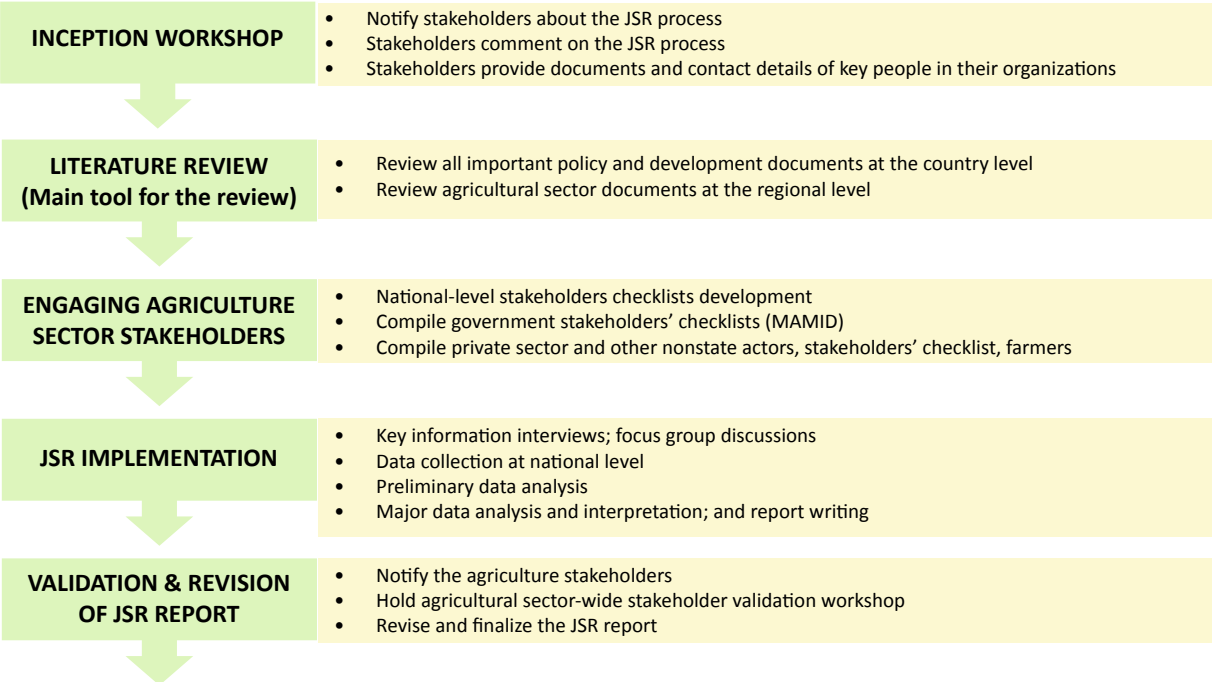 INCEPTION WORKSHOP
• Notify stakeholders about the JSR process
• Stakeholders comment on the JSR process
• Stakeholders provide documents and contact details of key people in their organizations
LITERATURE REVIEW
(Main tool for the review)
• Review all important policy and development documents at the country level
• Review agricultural sector documents at the regional level
ENGAGING AGRICULTURE
SECTOR STAKEHOLDERS
• National-level stakeholders checklists development
• Compile government stakeholders’ checklists (MAMID)
• Compile private sector and other nonstate actors, stakeholders’ checklist, farmers
JSR IMPLEMENTATION
• Key information interviews; focus group discussions
• Data collection at national level
• Preliminary data analysis
• Major data analysis and interpretation; and report writing
VALIDATION & REVISION
OF JSR REPORT
• Notify the agriculture stakeholders
• Hold agricultural sector-wide stakeholder validation workshop
• Revise and finalize the JSR report